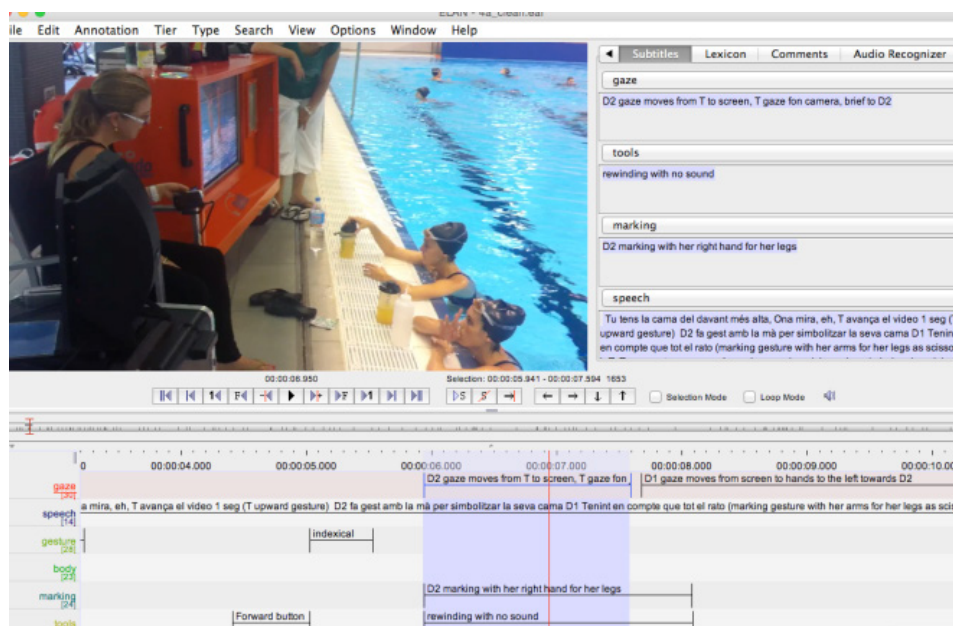 ELAN - 4a_clean.eaf
ile Edit Annotation Tier Type Search View Options Window Help
Subtitles Lexicon Comments Audio Recognizer
gaze
D2 gaze moves from T to screen, T gaze fon camera, brief to D2
tools
rewinding with no sound
marking
D2 marking with her right hand for her legs
speech
Tu tens la cama del davant més alta, Ona mira, eh, T avança el video 1 seg (T
upward gesture) D2 fa gest amb la mà per simbolitzar la seva cama D1 Tenint
en compte que tot el rato (marking gesture with her arms for her legs as scisso
00:00:06.950
Selection: 00:00:05.941 - 00:00:07.594 1653
Selection Mode Loop Mode
0 00:00:04.000 00:00:05.000 00:00:06.000 00:00:07.000 00:00:08.000 00:00:09.000 00:00:10.0
gaze D2 gaze moves from T to screen, T gaze fon D1 gaze moves from screen to hands to the left towards D2
speech a mira, eh, T avança el video 1 seg (T upward gesture) D2 fa gest amb la mà per simbolitzar la seva cama D1 Tenint en compte que tot el rato (marking gesture with her arms for her legs as scis
[14]
gesture indexical
body
[23]
marking D2 marking with her right hand for her legs
[24]
tools Forward button rewinding with no sound